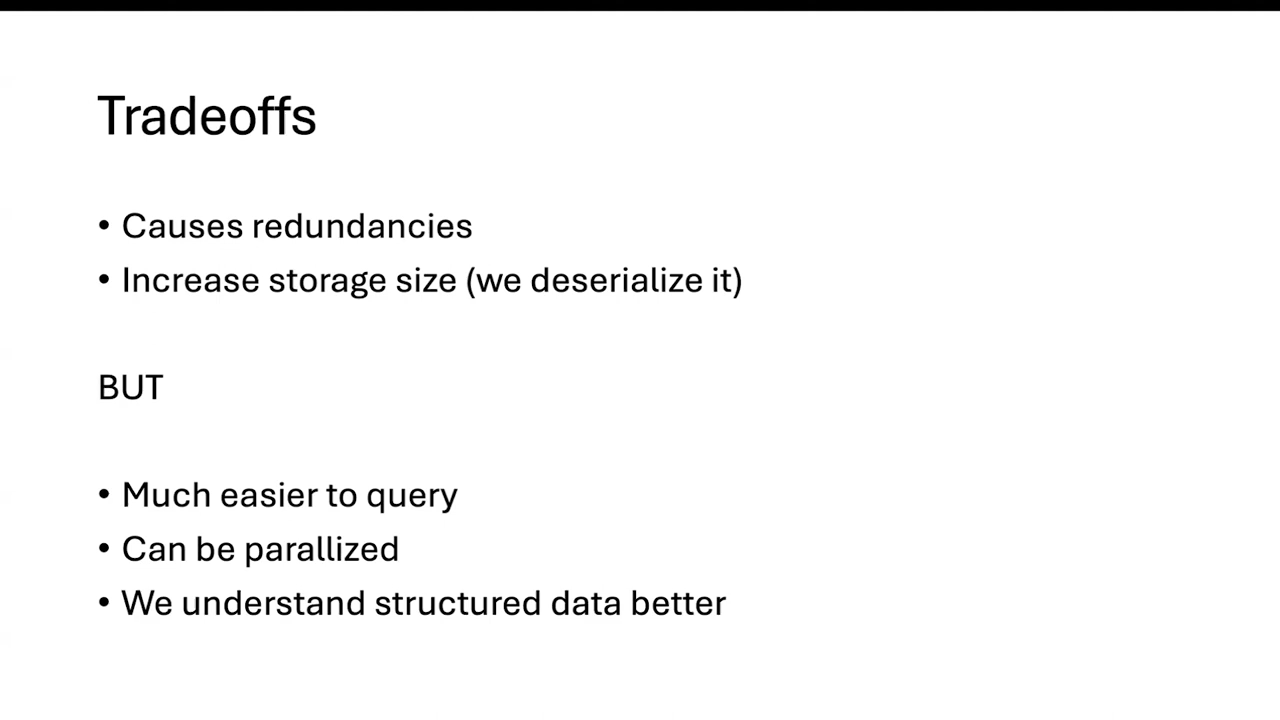 Tradeoffs
• Causes redundancies
• Increase storage size (we deserialize it)
BUT
• Much easier to query
• Can be parallized
• We understand structured data better